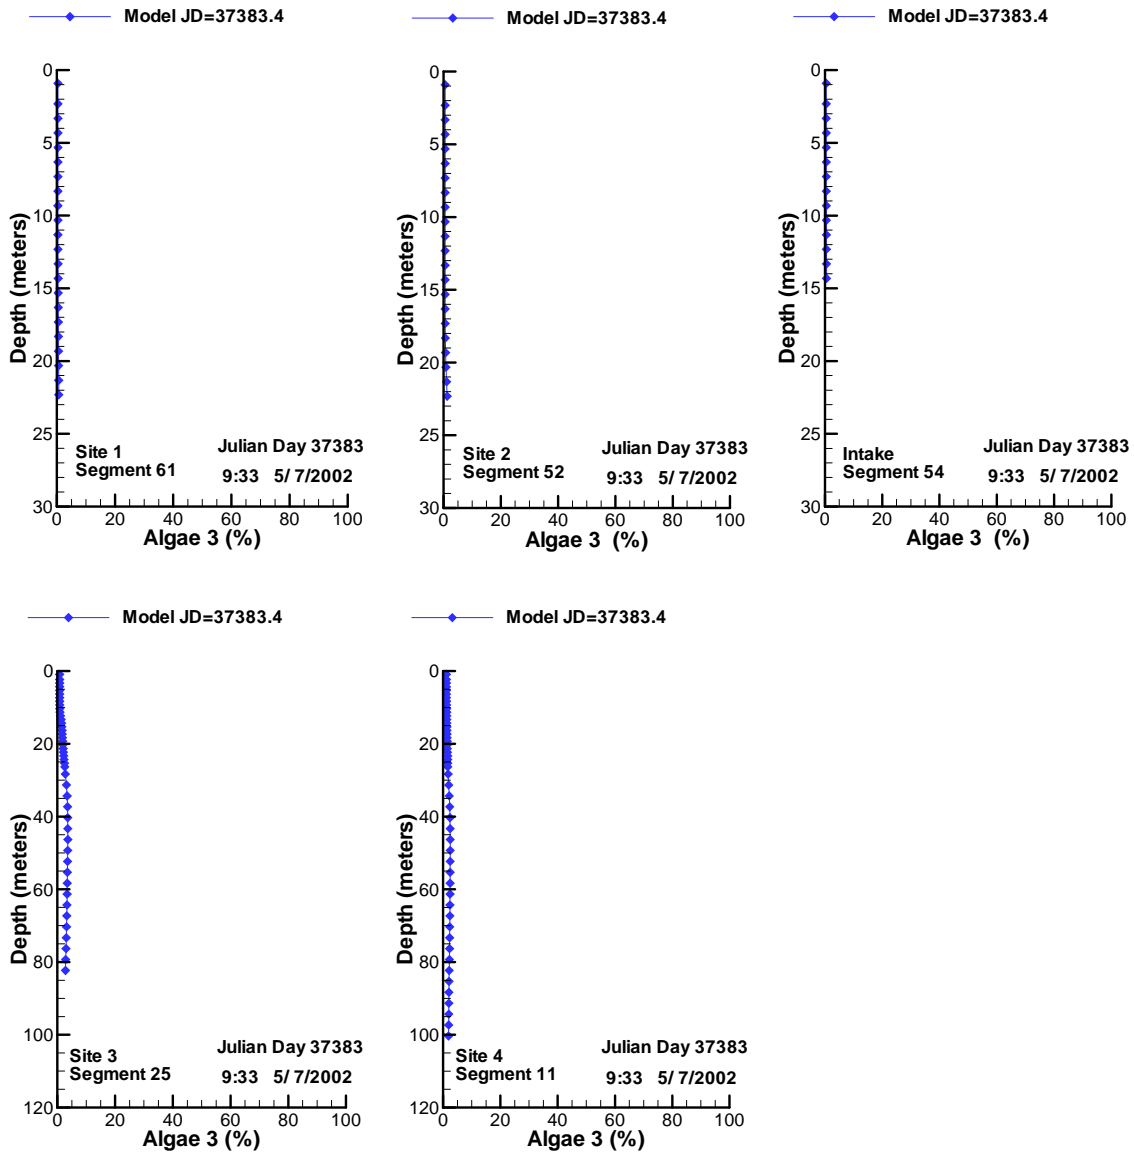 Model JD=37383.4
0
5
10
15
20
25
30
0 20 40 60 80 100
Depth (meters)
Algae 3 (%)
Site 1
Segment 61
Julian Day 37383
9:33 5/ 7/2002
Model JD=37383.4
0
5
10
15
20
25
30
0 20 40 60 80 100
Depth (meters)
Algae 3 (%)
Site 2
Segment 52
Julian Day 37383
9:33 5/ 7/2002
Model JD=37383.4
0
5
10
15
20
25
30
0 20 40 60 80 100
Depth (meters)
Algae 3 (%)
Intake
Segment 54
Julian Day 37383
9:33 5/ 7/2002
Model JD=37383.4
0
20
40
60
80
100
120
0 20 40 60 80 100
Depth (meters)
Algae 3 (%)
Site 3
Segment 25
Julian Day 37383
9:33 5/ 7/2002
Model JD=37383.4
0
20
40
60
80
100
120
0 20 40 60 80 100
Depth (meters)
Algae 3 (%)
Site 4
Segment 11
Julian Day 37383
9:33 5/ 7/2002